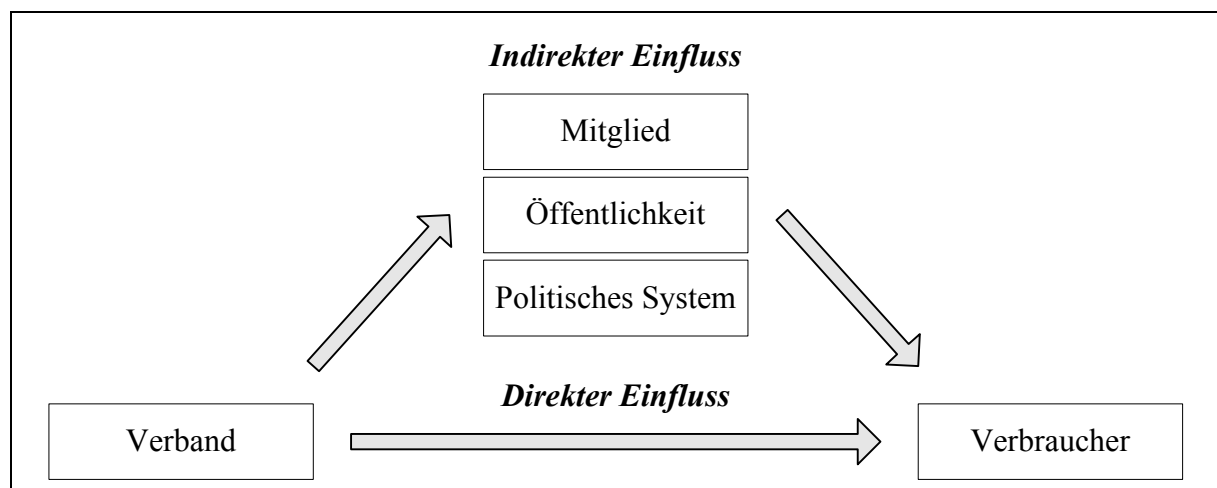 Indirekter Einfluss
Mitglied
Öffentlichkeit
Politisches System
Direkter Einfluss
Verband
Verbraucher